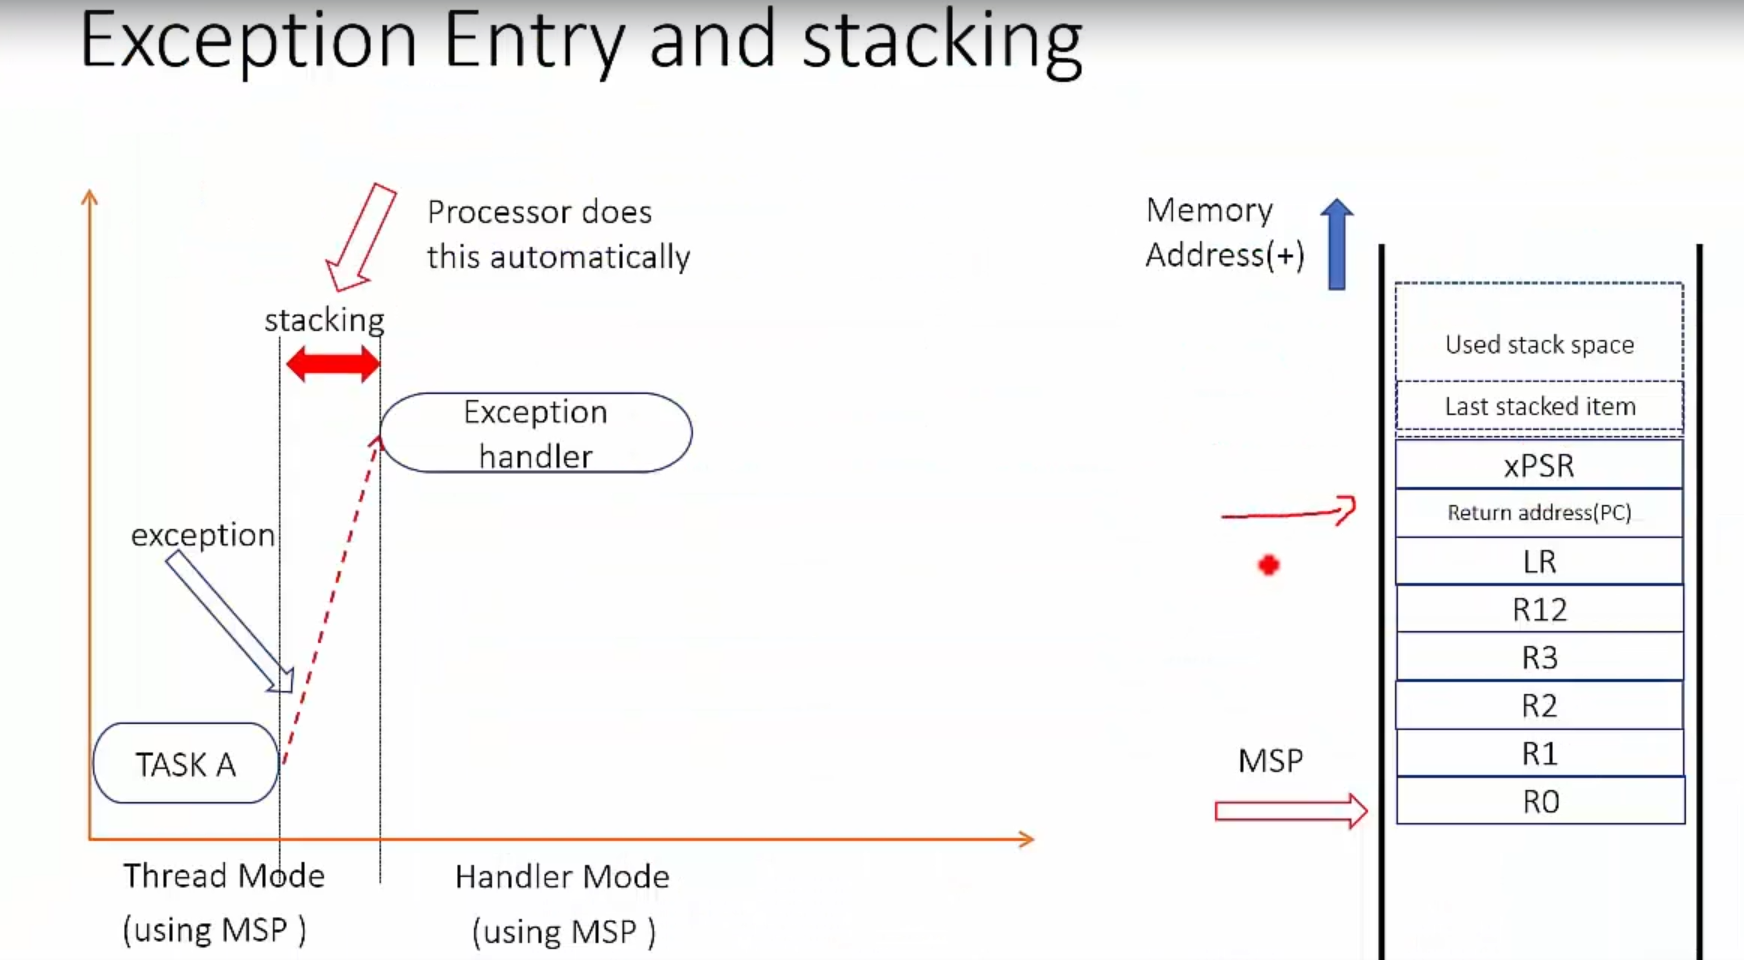 Exception Entry and stacking
Processor does
this automatically
stacking
Exception
handler
exception
TASK A
Thread Mode
(using MSP )
Handler Mode
(using MSP )
Memory
Address(+)
Used stack space
Last stacked item
xPSR
Return address(PC)
LR
R12
R3
R2
R1
MSP
R0